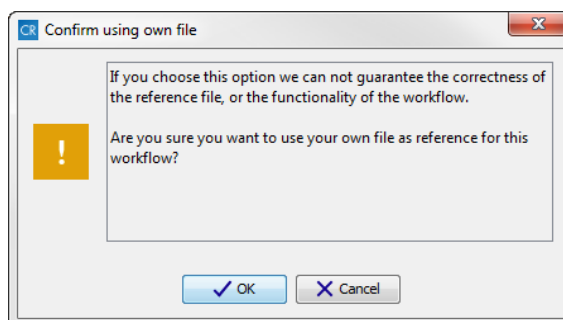 CR Confirm using own file
If you choose this option we can not guarantee the correctness of
the reference file, or the functionality of the workflow.
Are you sure you want to use your own file as reference for this
workflow?
OK
Cancel